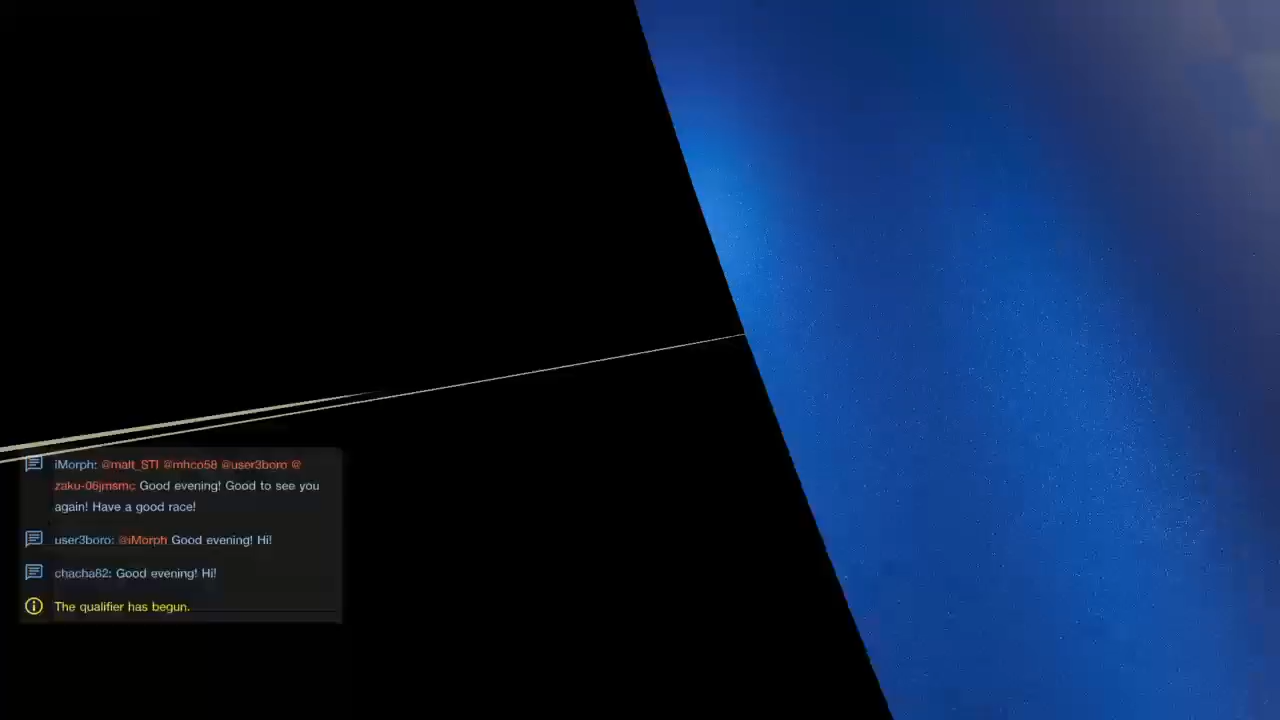 iMorph: @malt_STI @mhco58 @user3boro @
zaku-06jmsmc Good evening! Good to see you
again! Have a good race!
user3boro: @iMorph Good evening! Hi!
chacha82: Good evening! Hi!
The qualifier has begun.